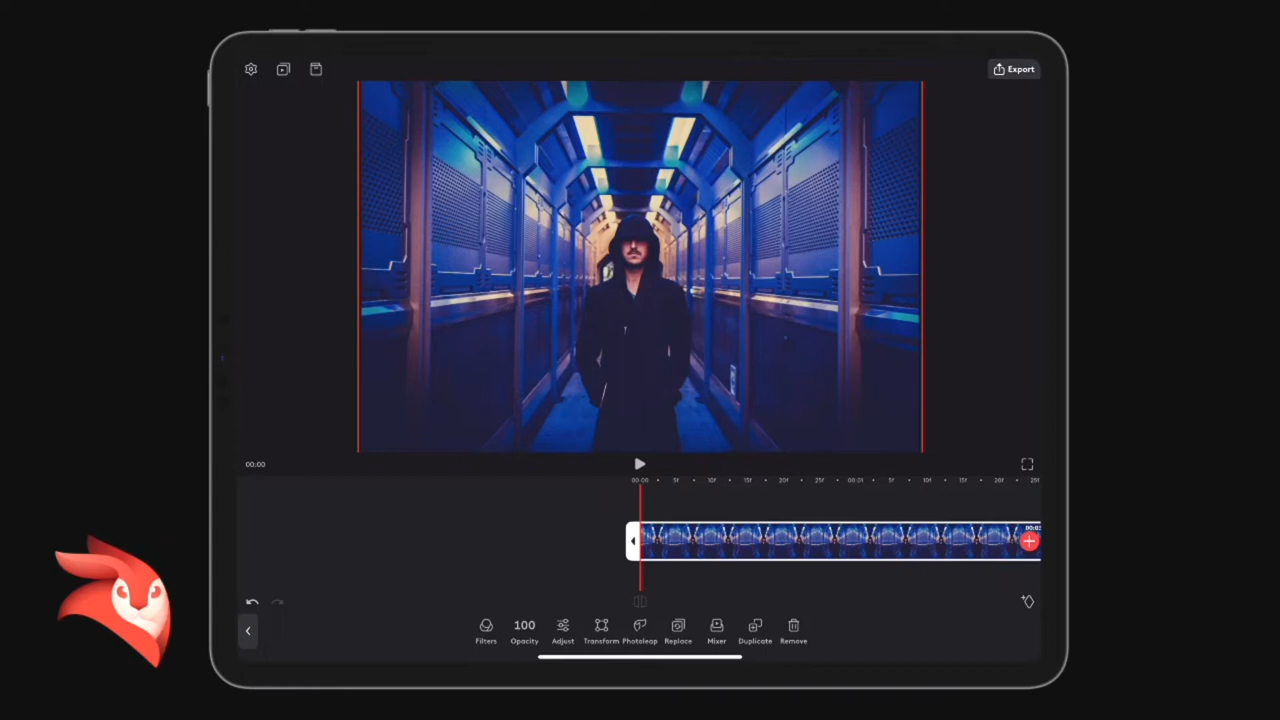 Export
00:00
00:00 5f 10f 15f 20f 25f 00:01 5f 10f 15f 20f 25f
100
Filters Opacity Adjust Transform Photoleap Replace Mixer Duplicate Remove